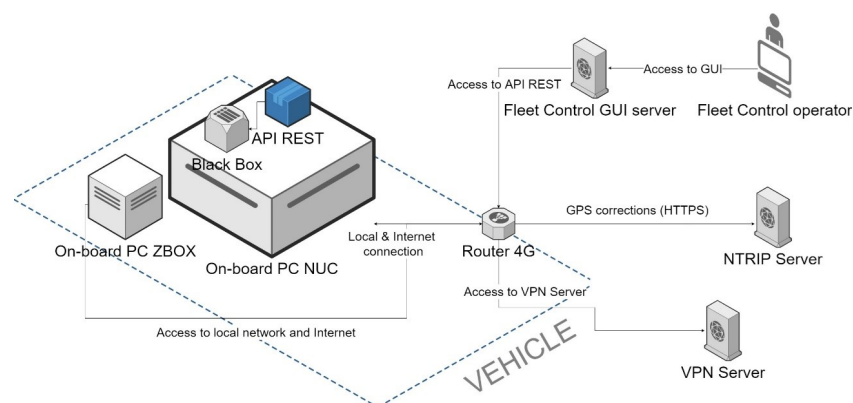 Access to GUI
Access to API REST
Fleet Control GUI server
Fleet Control operator
API REST
Black Box
GPS corrections (HTTPS)
Local & Internet
connection
On-board PC ZBOX
Router 4G
NTRIP Server
On-board PC NUC
Access to VPN Server
Access to local network and Internet
VEHICLE
VPN Server